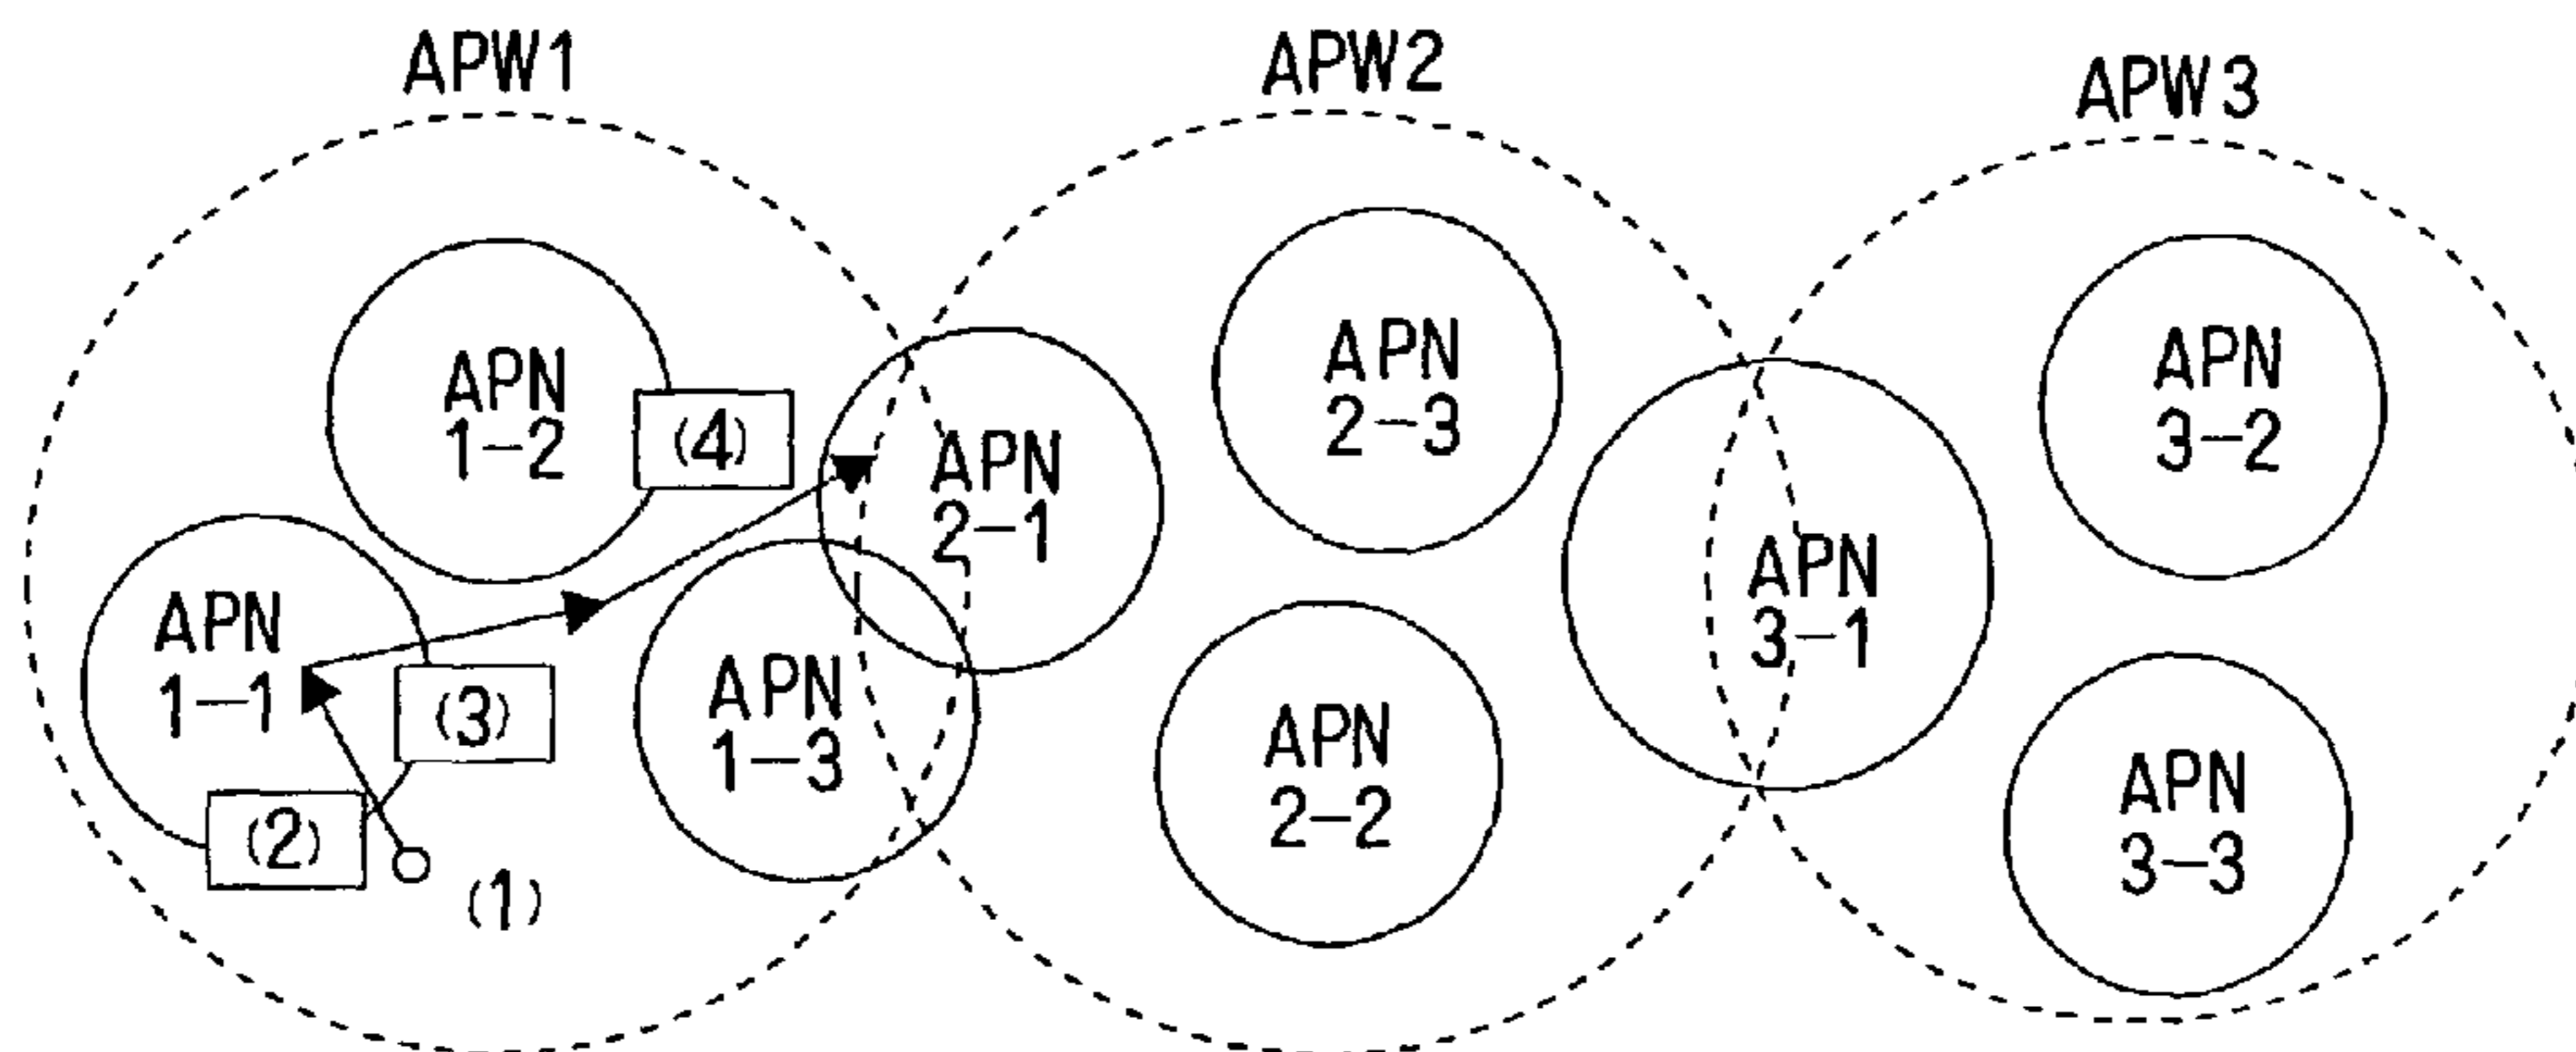 APW1
APW2
APW3
APN
1-2
(4)
APN
2-1
APN
2-3
APN
3-2
APN
1-1
(3)
APN
1-3
APN
3-1
APN
2-2
APN
3-3
(2)
(1)